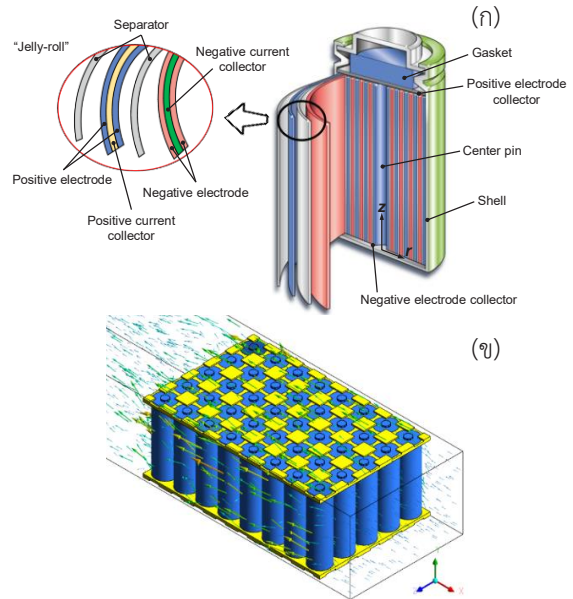 (ก)
Separator
"Jelly-roll"
Negative current
collector
Gasket
Positive electrode
collector
Center pin
Positive electrode
Negative electrode
Shell
Positive current
collector
z
r
Negative electrode collector
(ข)